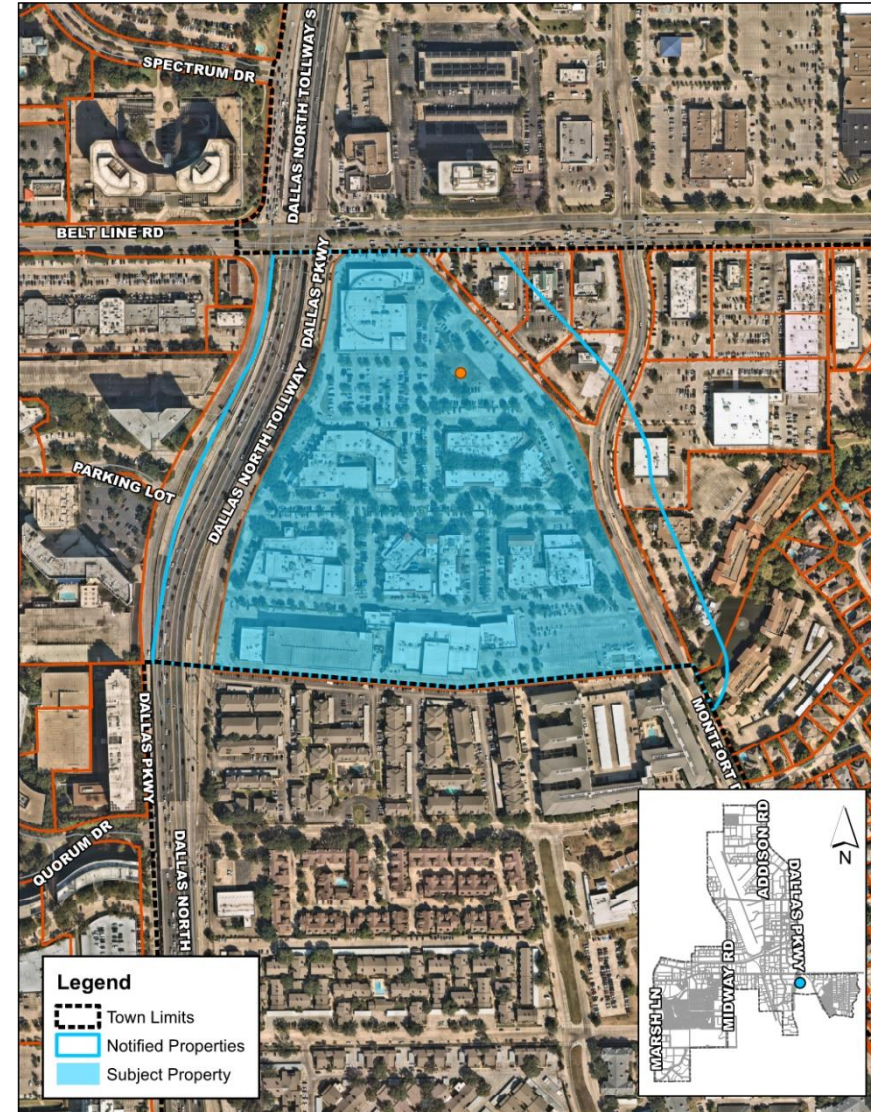 SPECTRUM DR
DALLAS NORTH TOLLWAY S
BELT LINE RD
DALLAS PKWY
DALLAS NORTH TOLLWAY
PARKING LOT
DALLAS PKWY
MONTFORT
QUORUM DR
DALLAS NORTH
Legend
Town Limits
Notified Properties
Subject Property
ADDISON RD
N
DALLAS PKWY
MIDWAY RD
MARSH LN